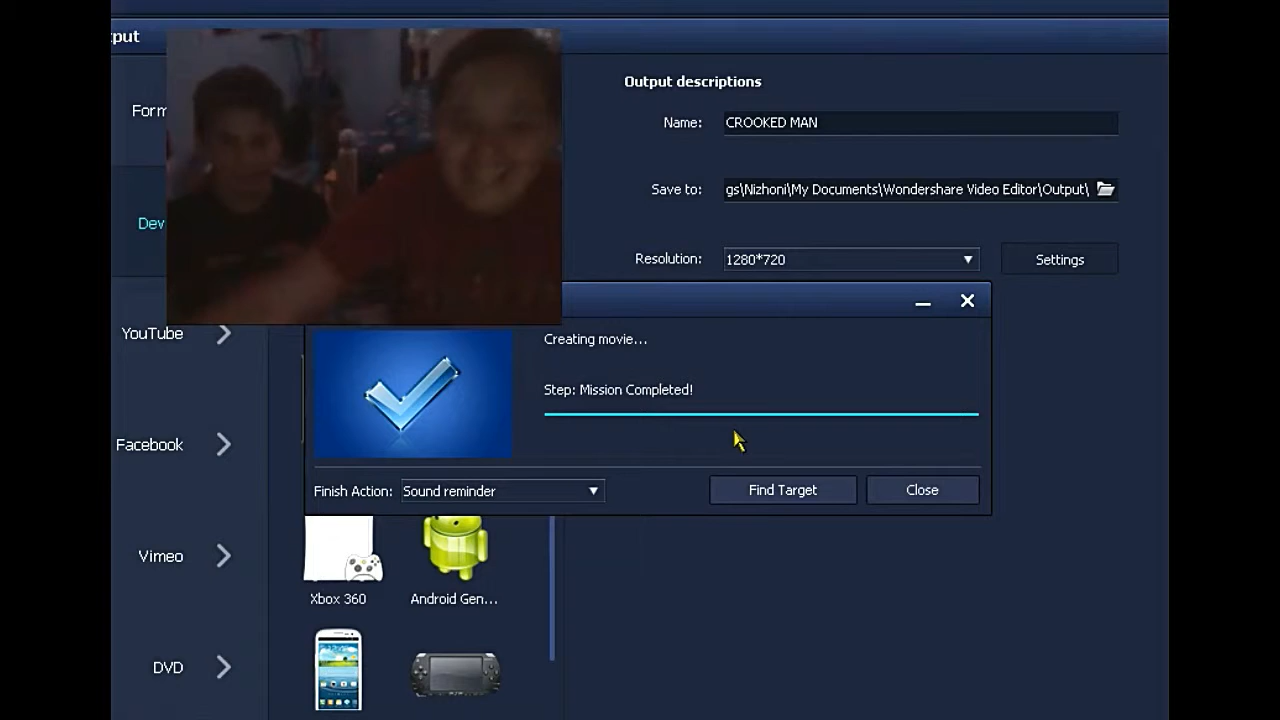 put
Output descriptions
Form
Name: CROOKED MAN
Save to: gs\Nizhoni\My Documents\Wondershare Video Editor\Output\
Dev
Resolution: 1280*720
Settings
YouTube
Creating movie...
Step: Mission Completed!
Facebook
Finish Action: Sound reminder
Find Target
Close
Vimeo
Xbox 360
Android Gen...
DVD